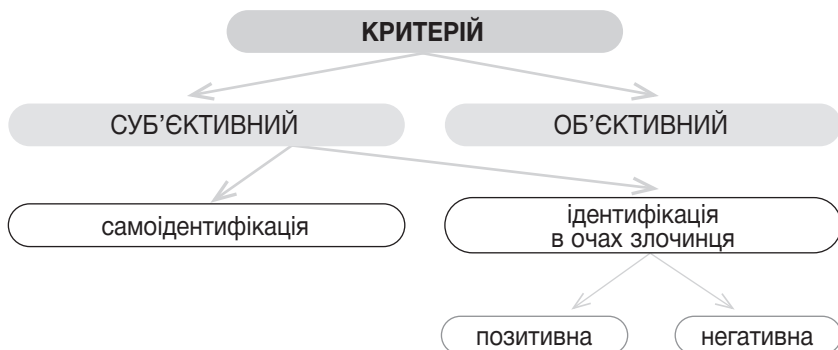 КРИТЕРІЙ
СУБ’ЄКТИВНИЙ
ОБ’ЄКТИВНИЙ
самоідентифікація
ідентифікація
в очах злочинця
позитивна
негативна